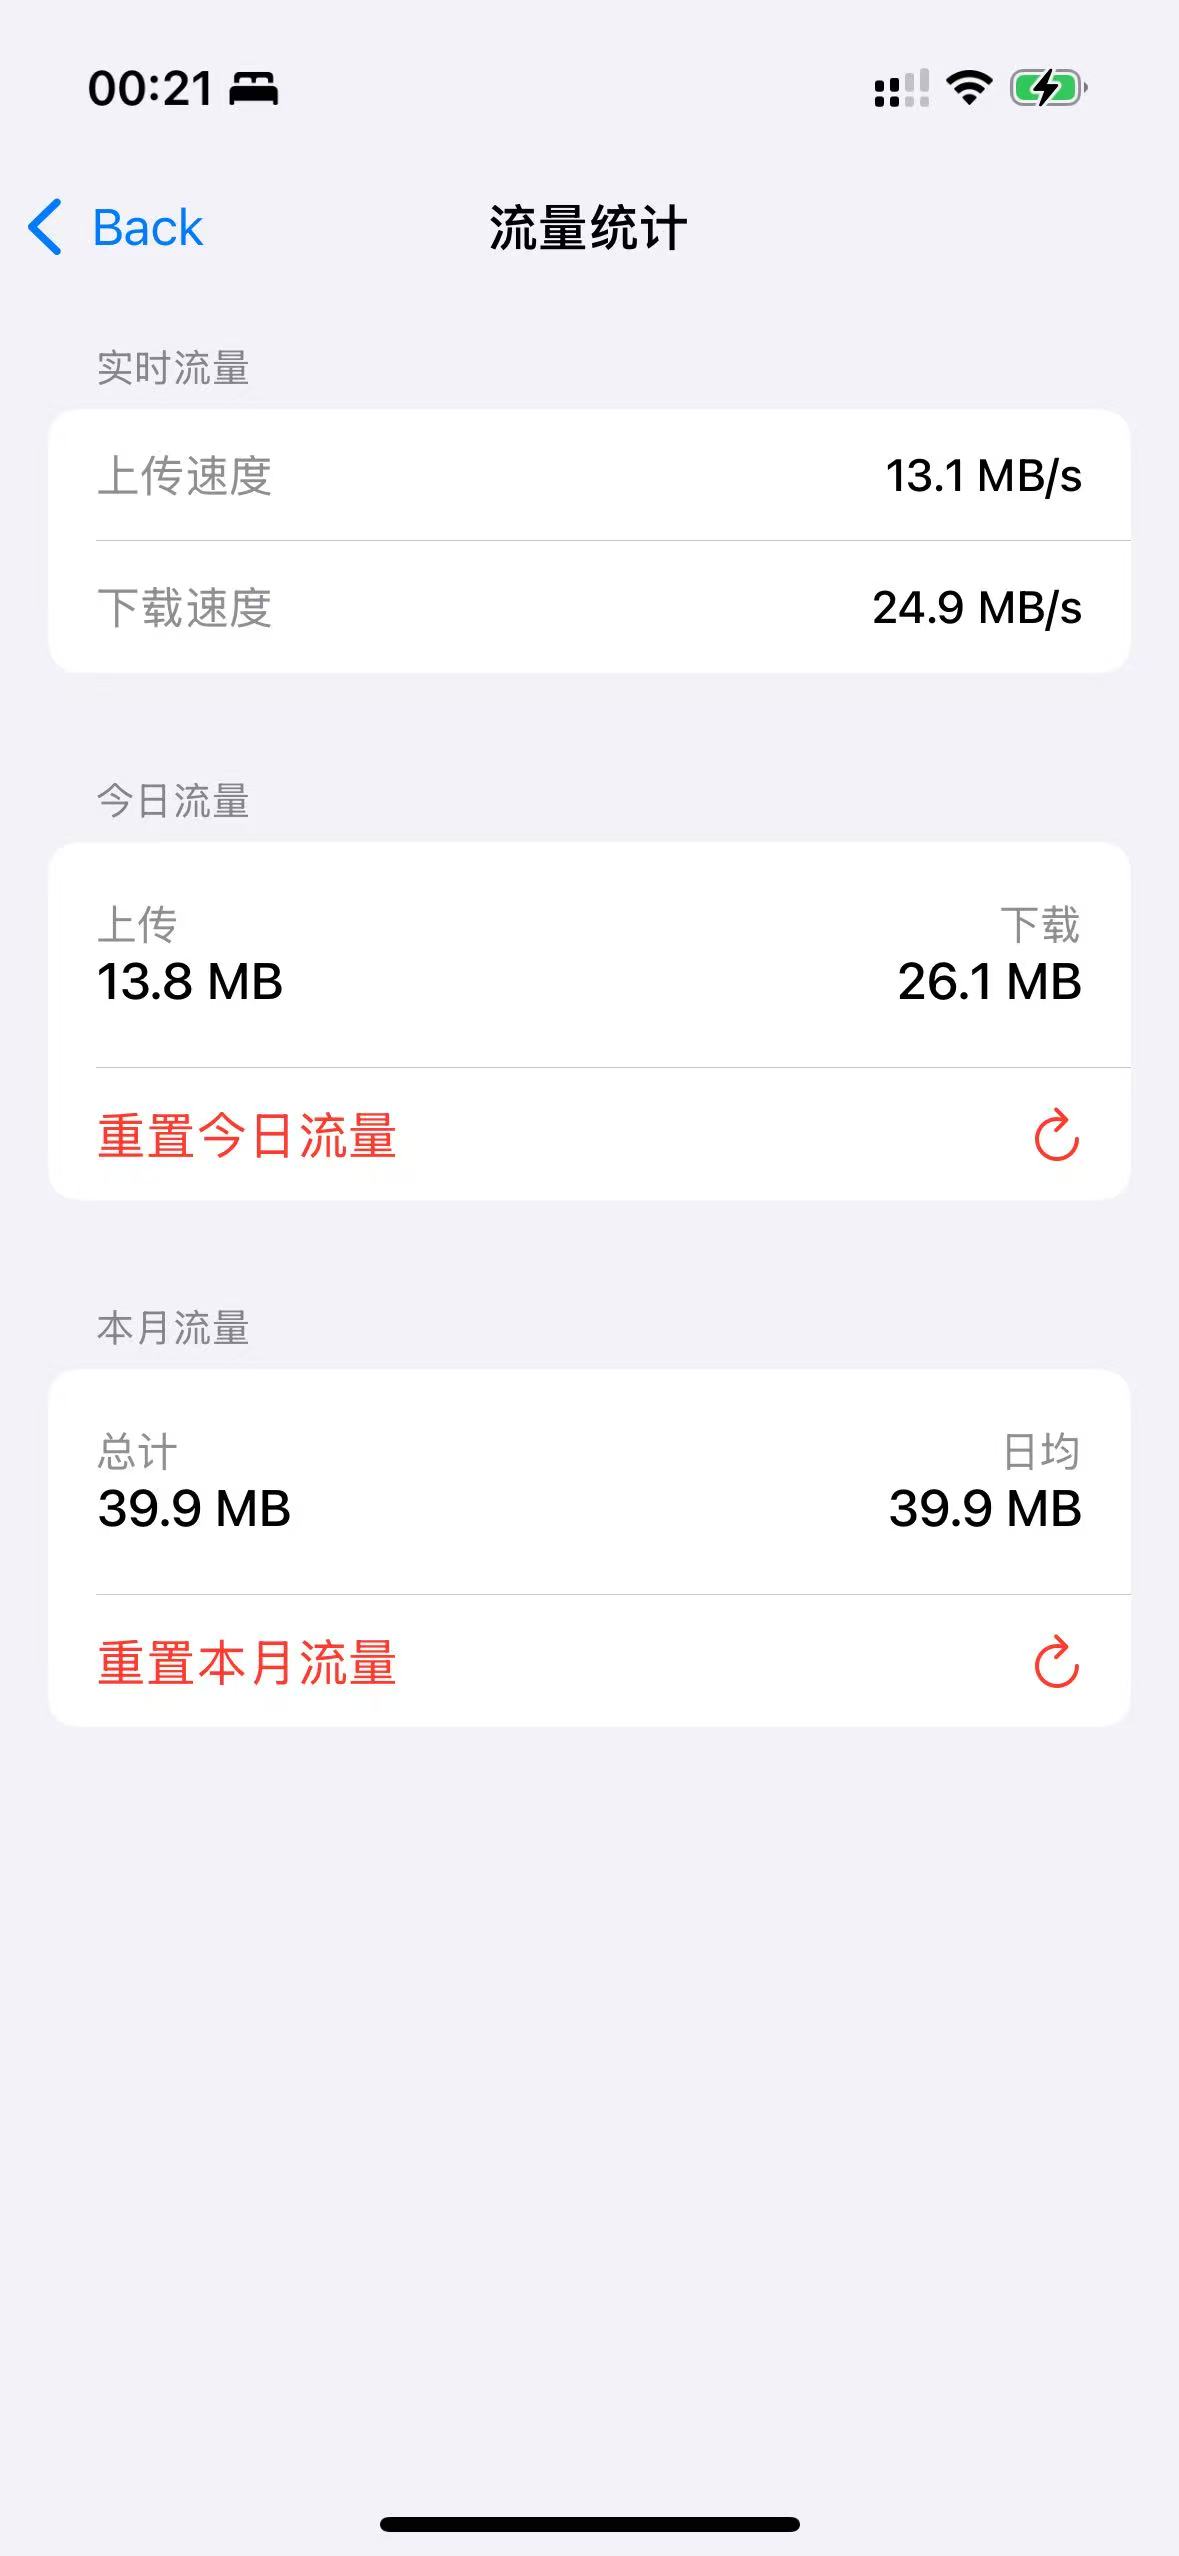 00:21
Back
流量统计
实时流量
上传速度 13.1 MB/s
下载速度 24.9 MB/s
今日流量
上传 下载
13.8 MB 26.1 MB
重置今日流量
本月流量
总计 日均
39.9 MB 39.9 MB
重置本月流量